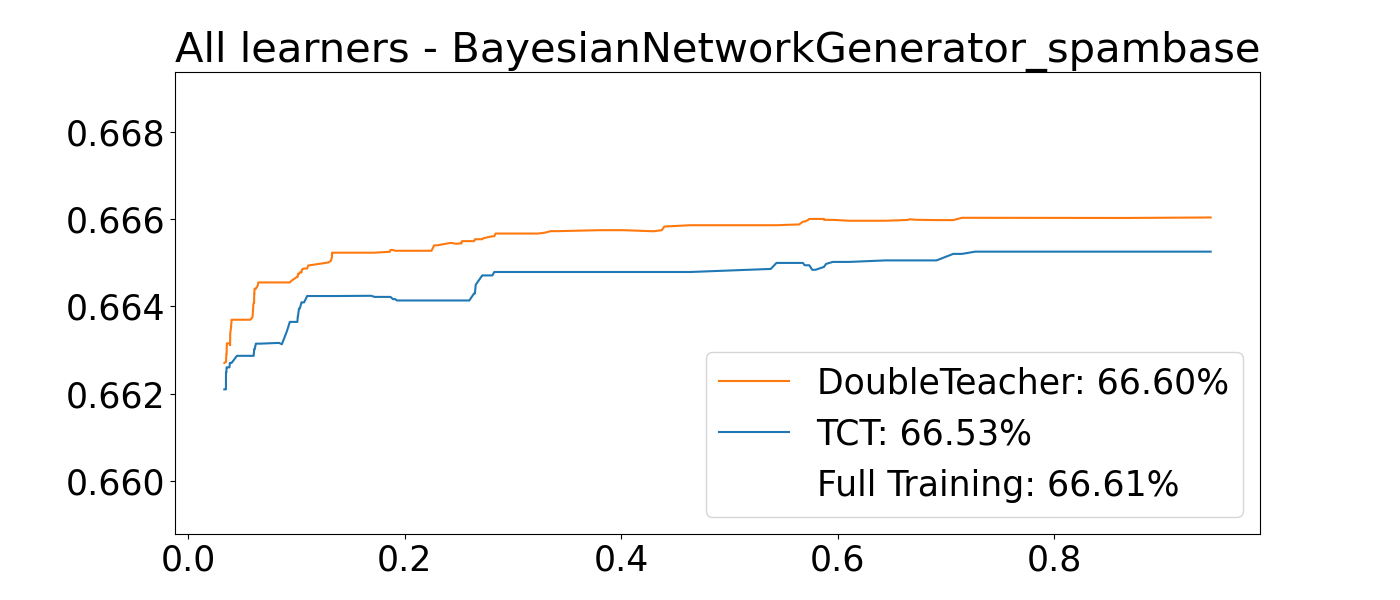 All learners - BayesianNetworkGenerator_spambase
0.668
0.666
0.664
0.662
0.660
DoubleTeacher: 66.60%
TCT: 66.53%
Full Training: 66.61%
0.0 0.2 0.4 0.6 0.8